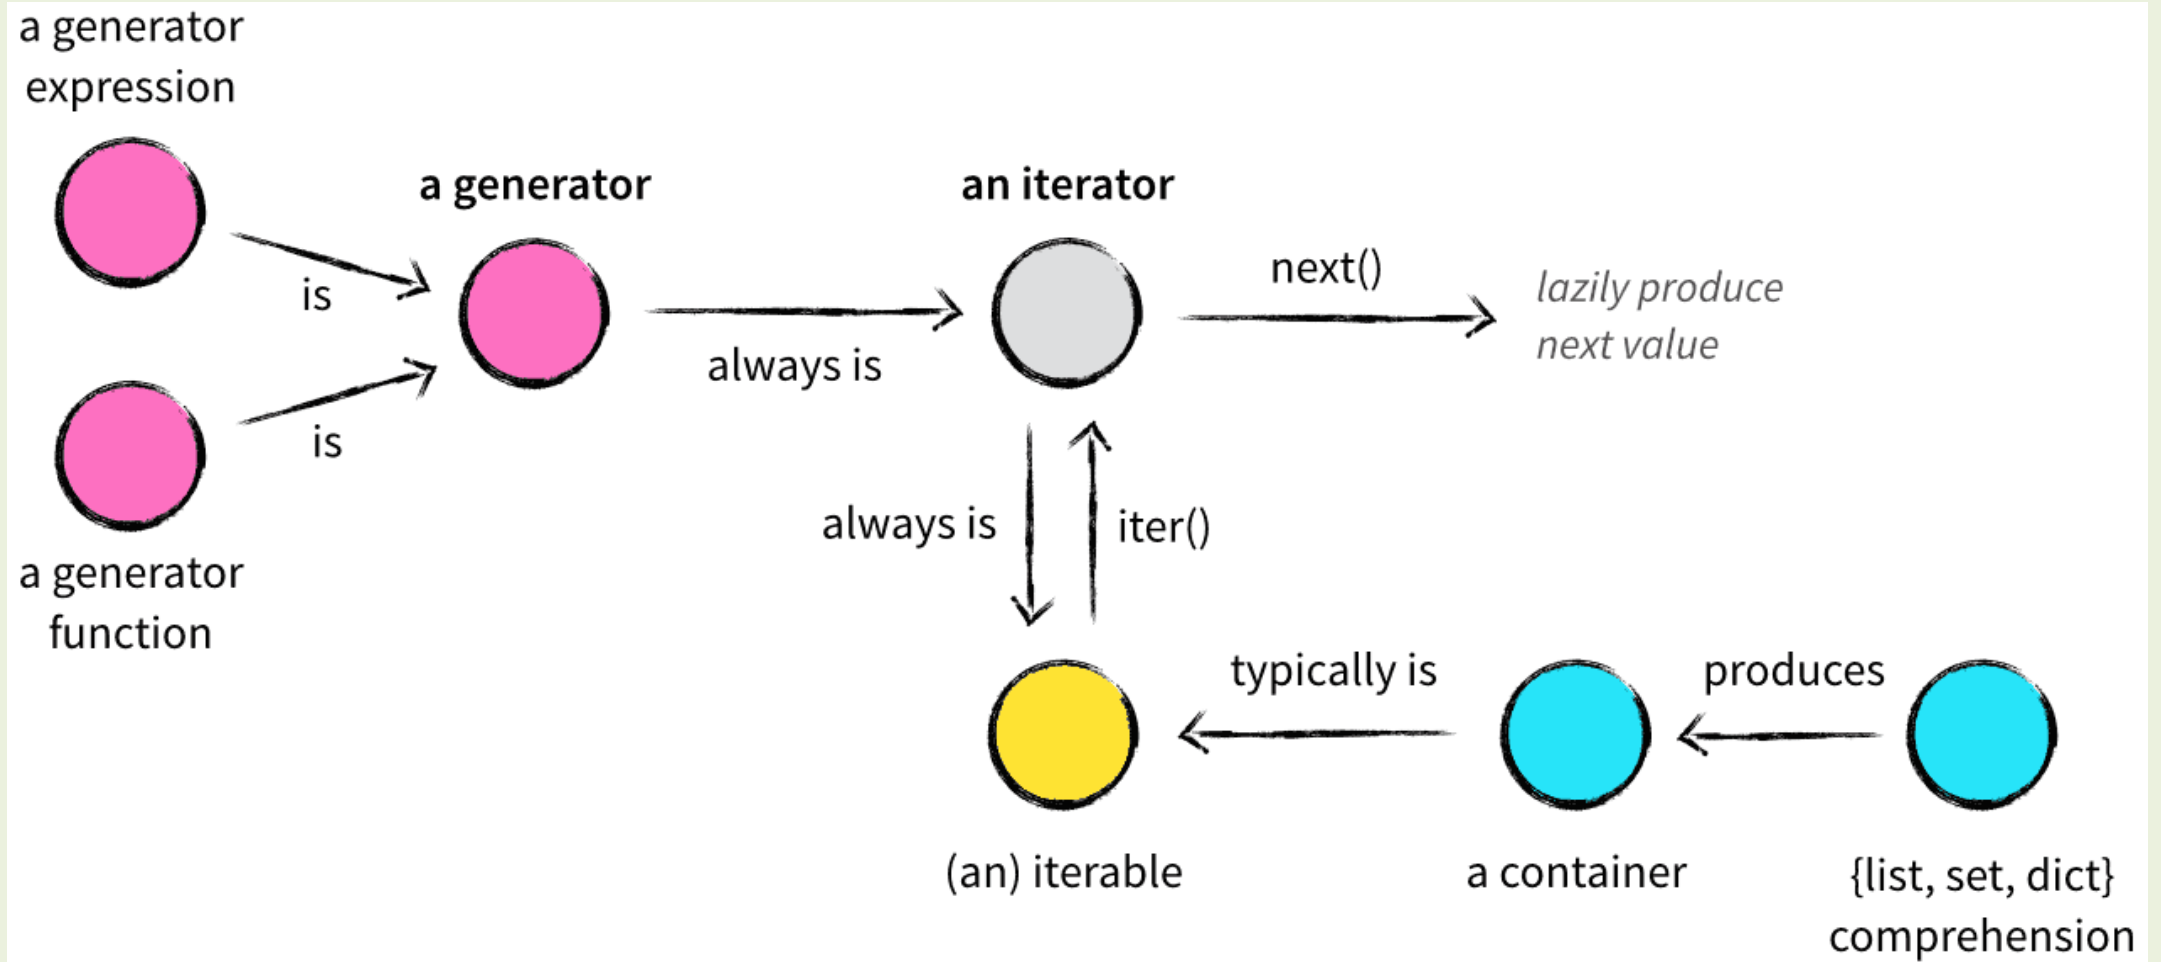 a generator
expression
is
a generator
always is
an iterator
next()
lazily produce
next value
is
a generator
function
always is
iter()
typically is
produces
(an) iterable
a container
{list, set, dict}
comprehension